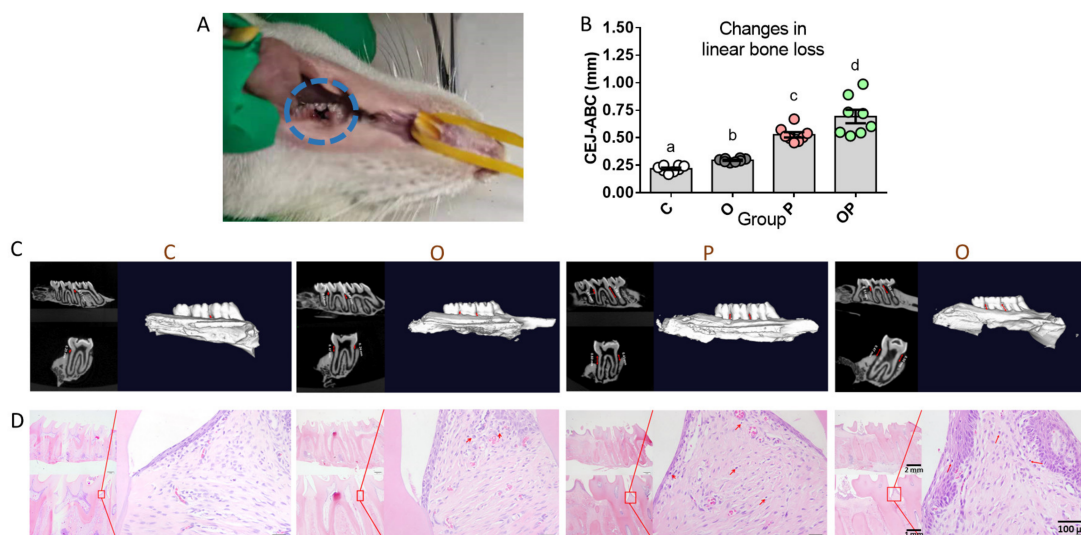 A
B
Changes in
linear bone loss
CEJ-ABC (mm)
1.50
1.25
1.00
0.75
0.50
0.25
0.00
a
b
c
d
C
O
P
OP
Group
C
C
O
P
O
D
2 mm
1 mm
100 µ